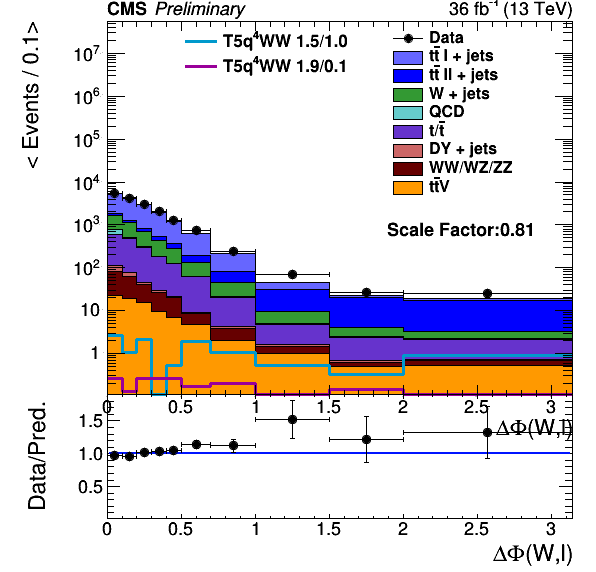 CMS Preliminary 36 fb⁻¹ (13 TeV)
< Events / 0.1>
T5q⁴WW 1.5/1.0
T5q⁴WW 1.9/0.1
Data
tt̄ l + jets
tt̄ ll + jets
W + jets
QCD
t/t̄
DY + jets
WW/WZ/ZZ
tt̄V
Scale Factor:0.81
10⁷
10⁶
10⁵
10⁴
10³
10²
10
1
0 0.5 1 1.5 2 2.5 3
ΔΦ(W,l)
Data/Pred.
1.5
1.0
0.5
0 0.5 1 1.5 2 2.5 3
ΔΦ(W,l)